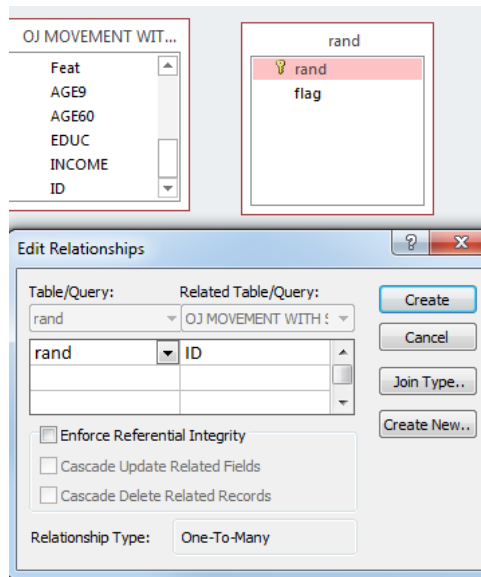 OJ MOVEMENT WIT...
Feat
AGE9
AGE60
EDUC
INCOME
ID
rand
rand
flag
Edit Relationships
Table/Query: Related Table/Query:
rand OJ MOVEMENT WITH S
rand ID
Enforce Referential Integrity
Cascade Update Related Fields
Cascade Delete Related Records
Relationship Type: One-To-Many
Create
Cancel
Join Type..
Create New..